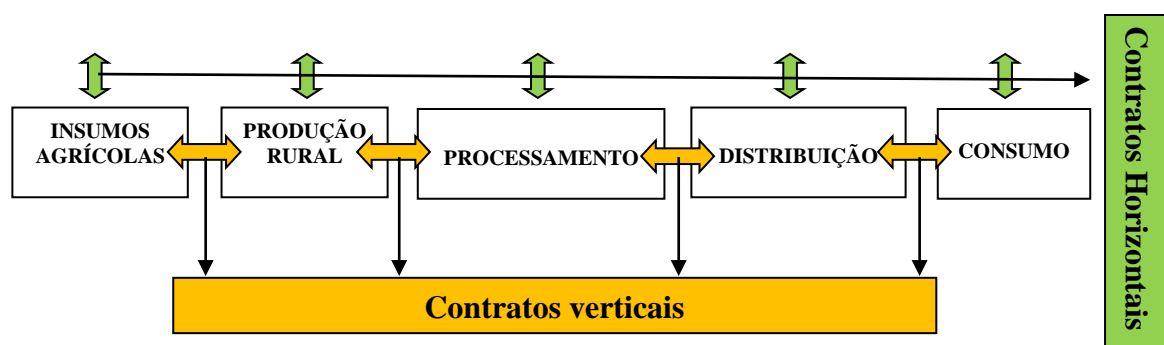 INSUMOS
AGRÍCOLAS
PRODUÇÃO
RURAL
PROCESSAMENTO
DISTRIBUIÇÃO
CONSUMO
Contratos verticais
Contratos Horizontais